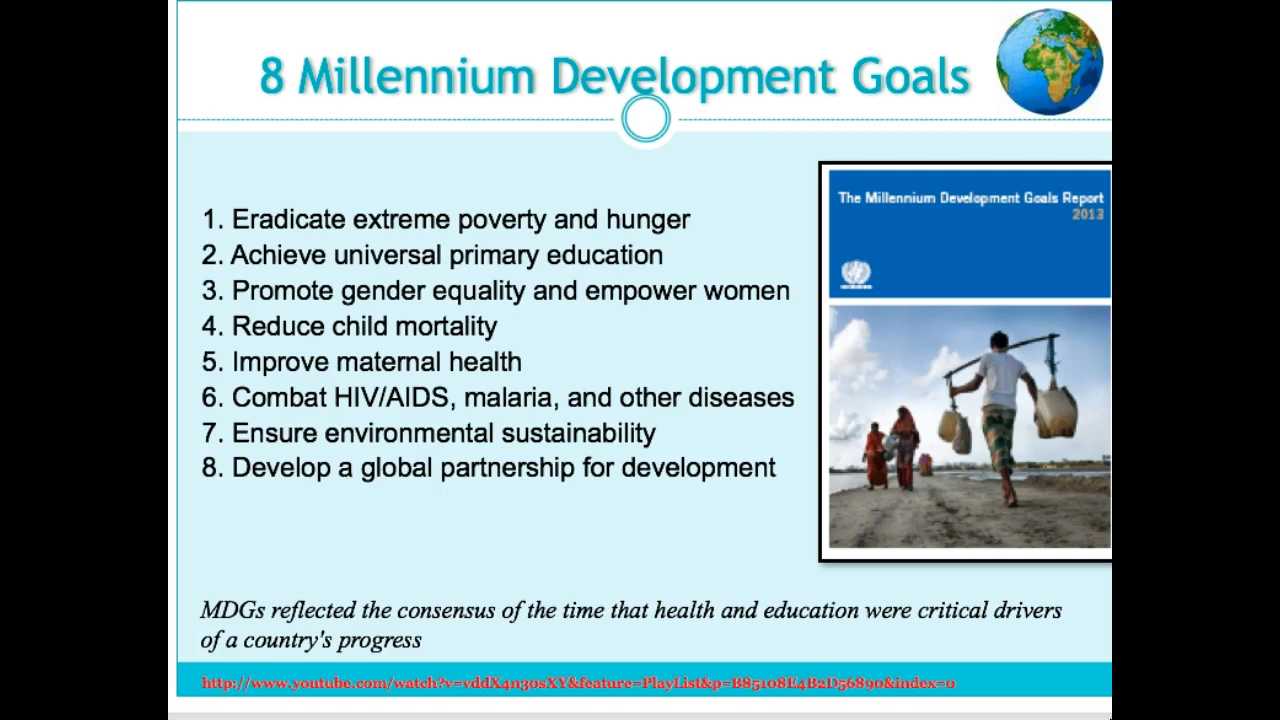 8 Millennium Development Goals
1. Eradicate extreme poverty and hunger
2. Achieve universal primary education
3. Promote gender equality and empower women
4. Reduce child mortality
5. Improve maternal health
6. Combat HIV/AIDS, malaria, and other diseases
7. Ensure environmental sustainability
8. Develop a global partnership for development
The Millennium Development Goals Report
2013
MDGs reflected the consensus of the time that health and education were critical drivers
of a country's progress
http://www.youtube.com/watch?v=vddX4n30sXY&feature=PlayList&p=B85108E4B2D56890&index=0